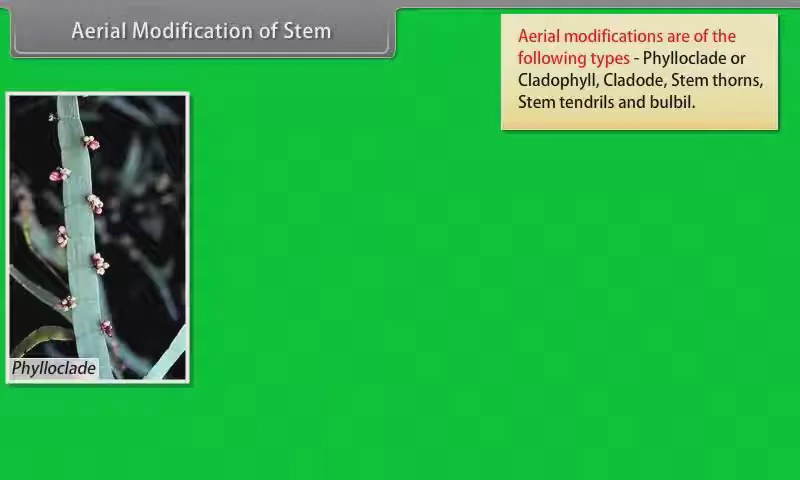 Aerial Modification of Stem
Aerial modifications are of the
following types - Phylloclade or
Cladophyll, Cladode, Stem thorns,
Stem tendrils and bulbil.
Phylloclade